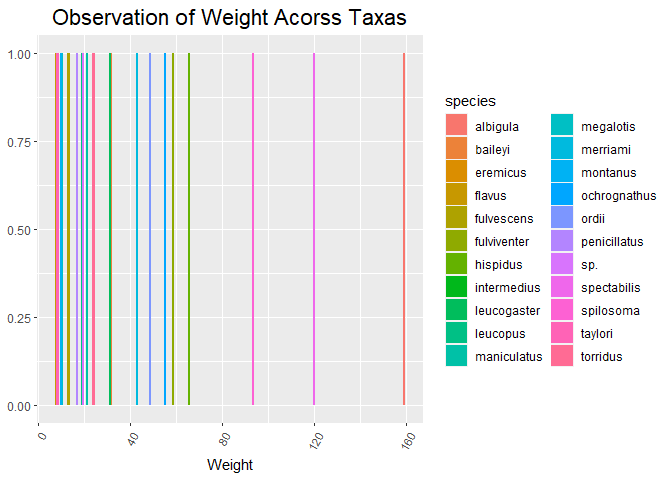 Observation of Weight Acorss Taxas
1.00
0.75
0.50
0.25
0.00
0
40
80
120
160
Weight
species
albigula
baileyi
eremicus
flavus
fulvescens
fulviventer
hispidus
intermedius
leucogaster
leucopus
maniculatus
megalotis
merriami
montanus
ochrognathus
ordii
penicillatus
sp.
spectabilis
spilosoma
taylori
torridus